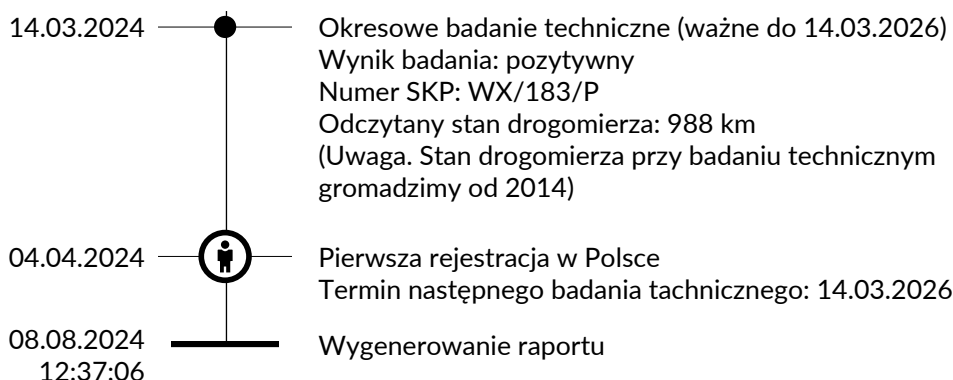 14.03.2024
Okresowe badanie techniczne (ważne do 14.03.2026)
Wynik badania: pozytywny
Numer SKP: WX/183/P
Odczytany stan drogomierza: 988 km
(Uwaga. Stan drogomierza przy badaniu technicznym
gromadzimy od 2014)
04.04.2024
Pierwsza rejestracja w Polsce
Termin następnego badania tachnicznego: 14.03.2026
08.08.2024
12:37:06
Wygenerowanie raportu